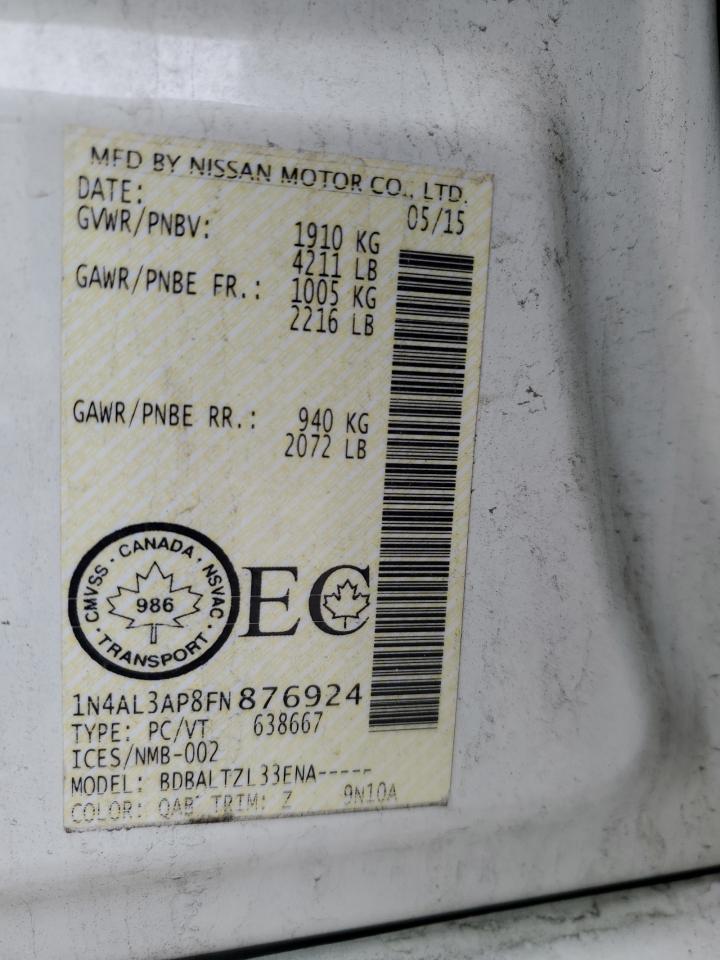 MFD BY NISSAN MOTOR CO., LTD.
DATE: 05/15
GVWR/PNBV: 1910 KG
4211 LB
GAWR/PNBE FR.: 1005 KG
2216 LB
GAWR/PNBE RR.: 940 KG
2072 LB
CMVSS · CANADA · NSVAC · TRANSPORT ·
986
EC
1N4AL3AP8FN876924
TYPE: PC/VT 638667
ICES/NMB-002
MODEL: BDBALTZL33ENA-----
COLOR: QAB TRIM: Z 9N10A